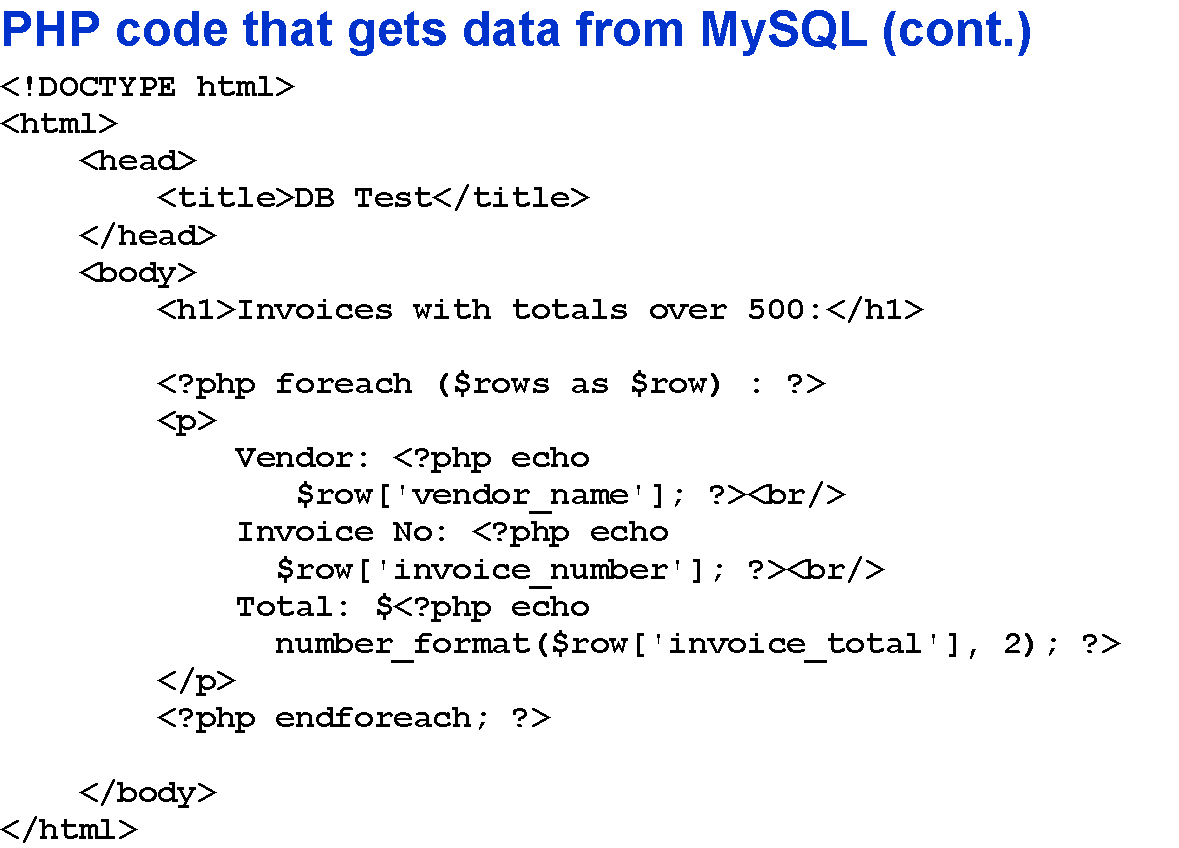 PHP code that gets data from MySQL (cont.)
<!DOCTYPE html>
<html>
    <head>
        <title>DB Test</title>
    </head>
    <body>
        <h1>Invoices with totals over 500:</h1>

        <?php foreach ($rows as $row) : ?>
        <p>
            Vendor: <?php echo
               $row['vendor_name']; ?><br/>
            Invoice No: <?php echo
              $row['invoice_number']; ?><br/>
            Total: $<?php echo
              number_format($row['invoice_total'], 2); ?>
        </p>
        <?php endforeach; ?>

    </body>
</html>